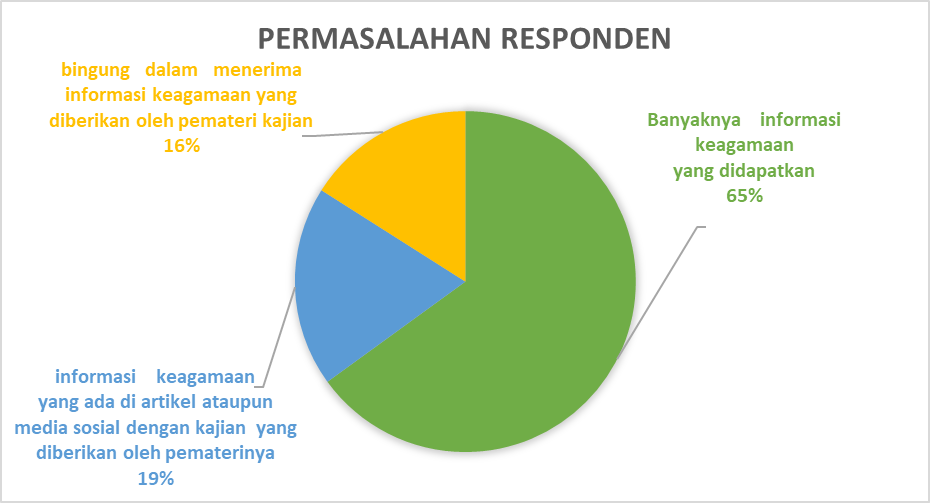 PERMASALAHAN RESPONDEN
bingung dalam menerima
informasi keagamaan yang
diberikan oleh pemateri kajian
16%
Banyaknya informasi
keagamaan
yang didapatkan
65%
informasi keagamaan
yang ada di artikel ataupun
media sosial dengan kajian yang
diberikan oleh pematerinya
19%